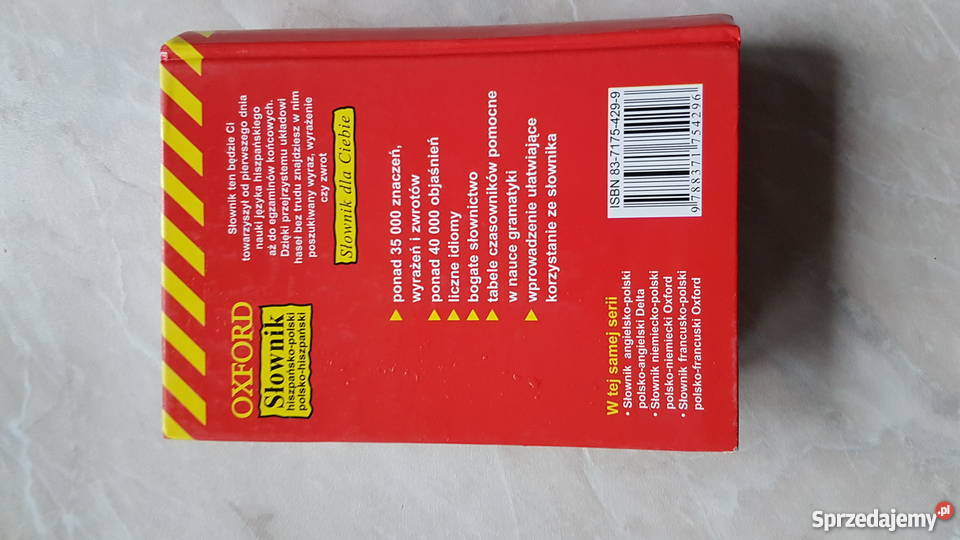 OXFORD
Słownik
hiszpańsko-polski
polsko-hiszpański
Słownik ten będzie Ci
towarzyszył od pierwszego dnia
nauki języka hiszpańskiego
aż do egzaminów końcowych.
Dzięki przejrzystemu układowi
haseł bez trudu znajdziesz w nim
poszukiwany wyraz, wyrażenie
czy zwrot
Słownik dla Ciebie
ponad 35 000 znaczeń,
wyrażeń i zwrotów
ponad 40 000 objaśnień
liczne idiomy
bogate słownictwo
tabele czasowników pomocne
w nauce gramatyki
wprowadzenie ułatwiające
korzystanie ze słownika
W tej samej serii
• Słownik angielsko-polski
polsko-angielski Delta
• Słownik niemiecko-polski
polsko-niemiecki Oxford
• Słownik francusko-polski
polsko-francuski Oxford
ISBN 83-7175-429-9
9 788371 754296
Sprzedajemy.pl